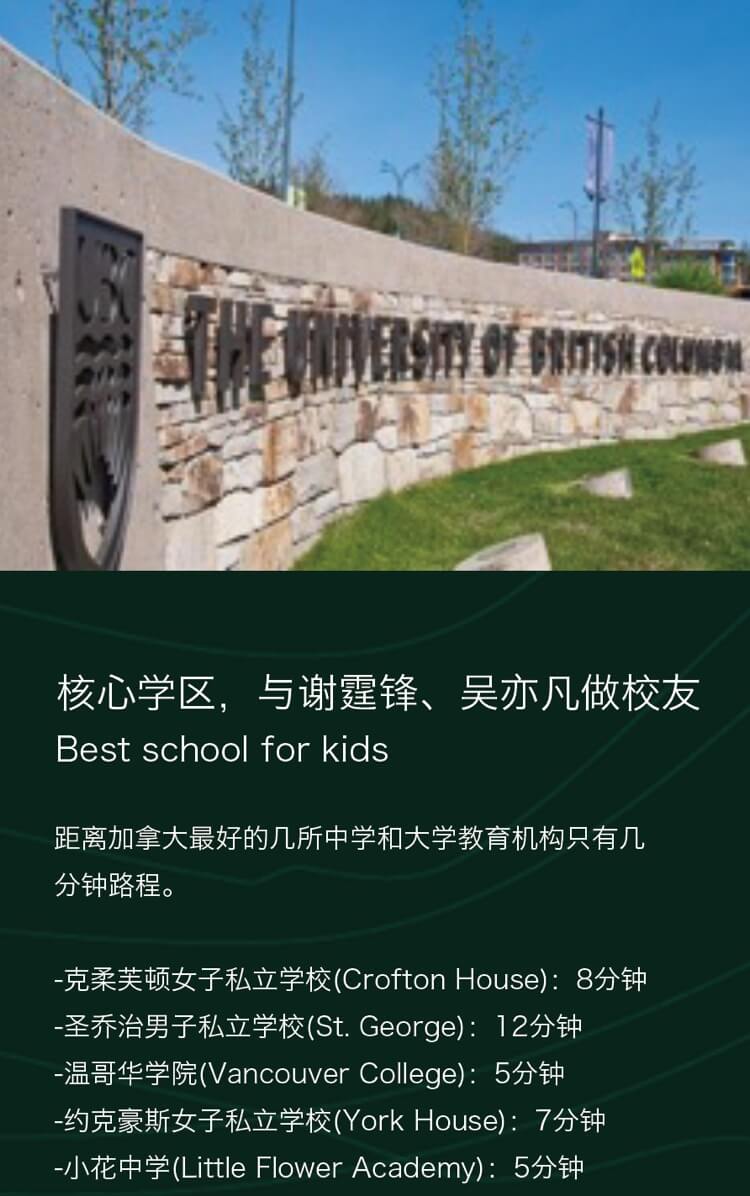 UBC
THE UNIVERSITY OF BRITISH COLUMBIA
核心学区，与谢霆锋、吴亦凡做校友
Best school for kids
距离加拿大最好的几所中学和大学教育机构只有几
分钟路程。
-克柔芙顿女子私立学校(Crofton House)：8分钟
-圣乔治男子私立学校(St. George)：12分钟
-温哥华学院(Vancouver College)：5分钟
-约克豪斯女子私立学校(York House)：7分钟
-小花中学(Little Flower Academy)：5分钟